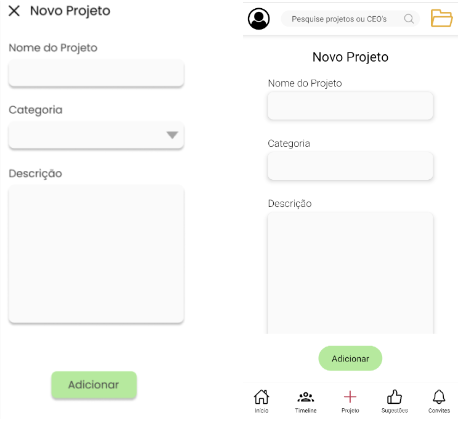 Novo Projeto
Nome do Projeto
Categoria
Descrição
Adicionar
Pesquise projetos ou CEO's
Novo Projeto
Nome do Projeto
Categoria
Descrição
Adicionar
Início
Timeline
Projeto
Sugestões
Convites